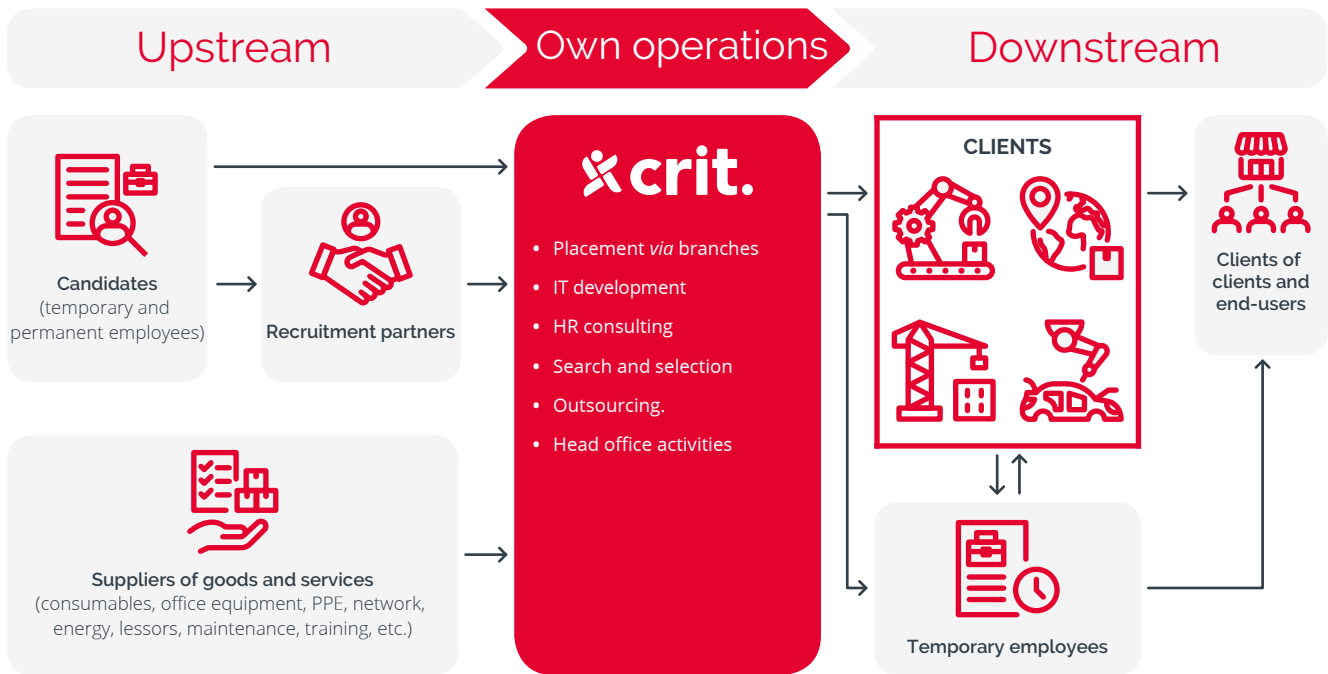 Upstream
Own operations
Downstream
Candidates
(temporary and
permanent employees)
Recruitment partners
Suppliers of goods and services
(consumables, office equipment, PPE, network,
energy, lessors, maintenance, training, etc.)
crit.
• Placement via branches
• IT development
• HR consulting
• Search and selection
• Outsourcing.
• Head office activities
CLIENTS
Temporary employees
Clients of
clients and
end-users